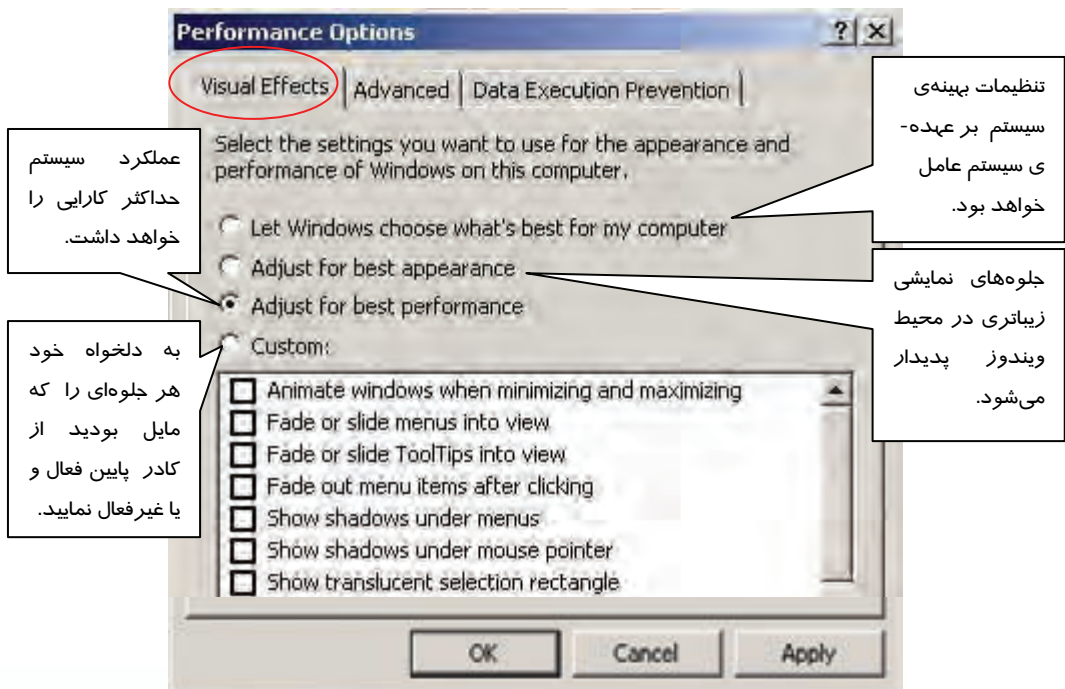 Performance Options
Visual Effects
Advanced
Data Execution Prevention
Select the settings you want to use for the appearance and
performance of Windows on this computer.
Let Windows choose what's best for my computer
Adjust for best appearance
Adjust for best performance
Custom:
Animate windows when minimizing and maximizing
Fade or slide menus into view
Fade or slide ToolTips into view
Fade out menu items after clicking
Show shadows under menus
Show shadows under mouse pointer
Show translucent selection rectangle
OK
Cancel
Apply
تنظیمات بهینه‌ی
سیستم بر عهده-
ی سیستم عامل
خواهد بود.
عملکرد سیستم
حداکثر کارایی را
خواهد داشت.
جلوه‌های نمایشی
زیباتری در محیط
ویندوز پدیدار
می‌شود.
به دلخواه خود
هر جلوه‌ای را که
مایل بودید از
کادر پایین فعال و
یا غیرفعال نمایید.